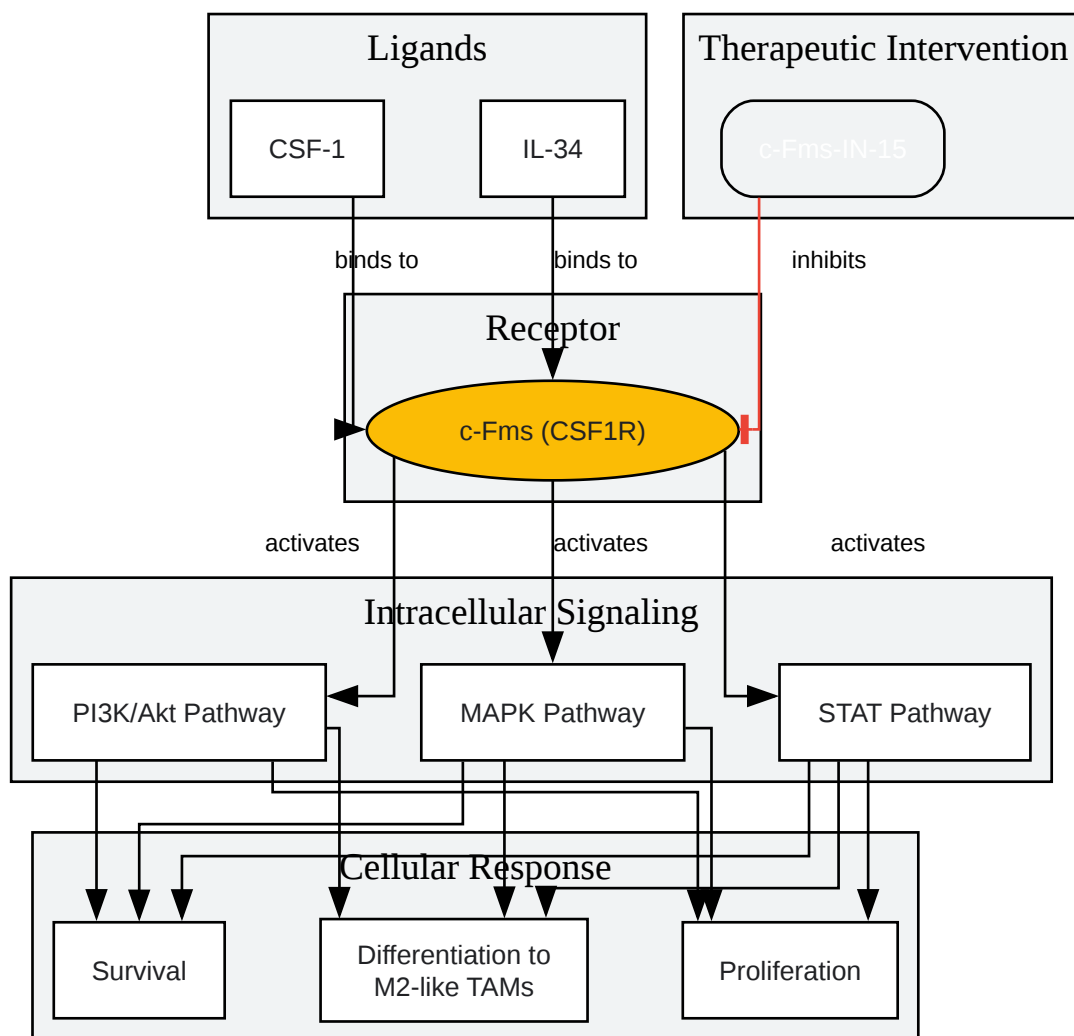 Ligands
Therapeutic Intervention
CSF-1
IL-34
c-Fms-IN-15
binds to
binds to
inhibits
Receptor
c-Fms (CSF1R)
activates
activates
activates
Intracellular Signaling
PI3K/Akt Pathway
MAPK Pathway
STAT Pathway
Cellular Response
Survival
Differentiation to
M2-like TAMs
Proliferation